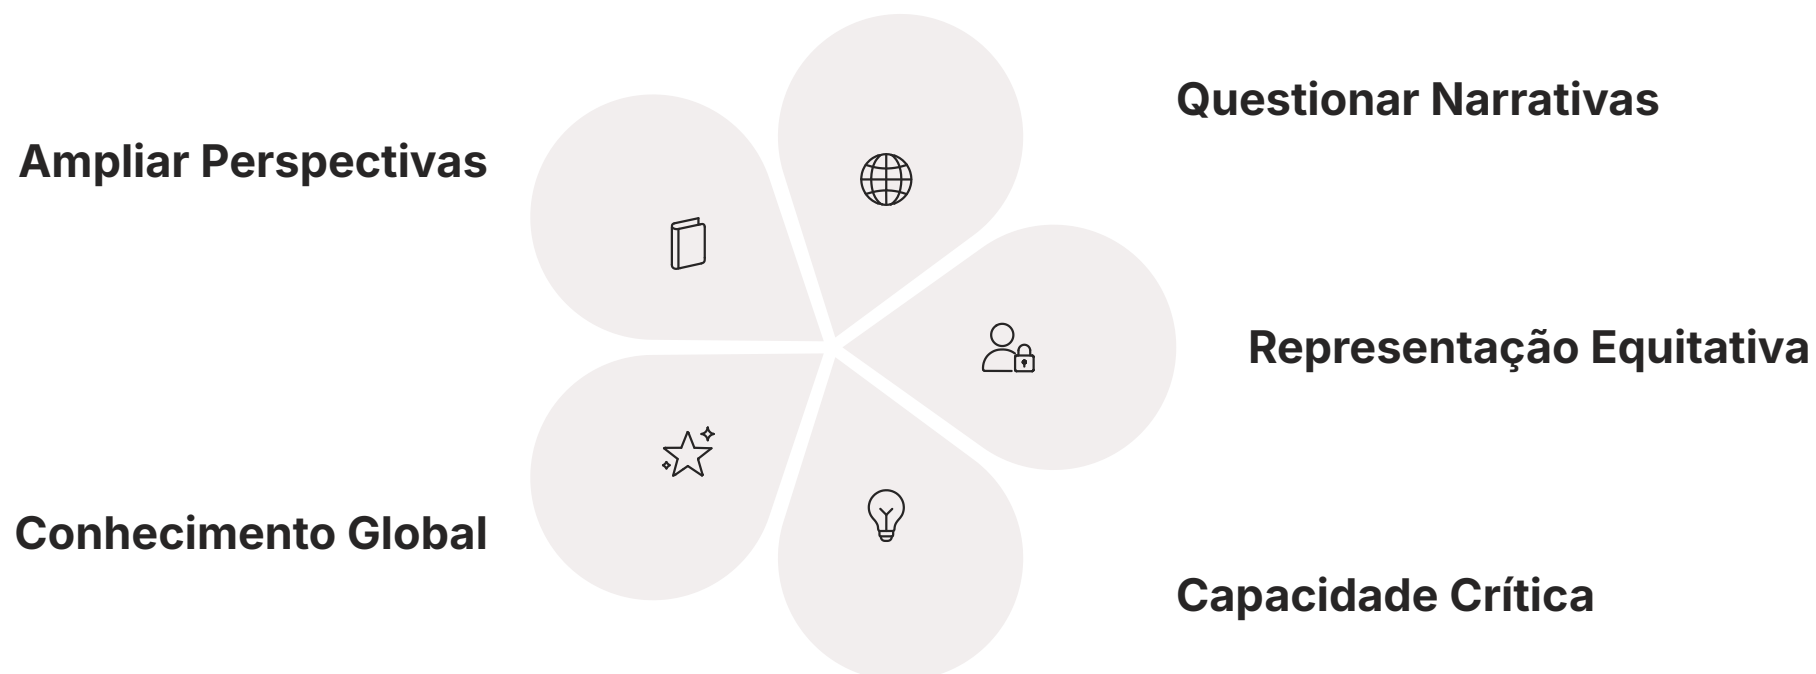 Ampliar Perspectivas
Questionar Narrativas
Representação Equitativa
Conhecimento Global
Capacidade Crítica